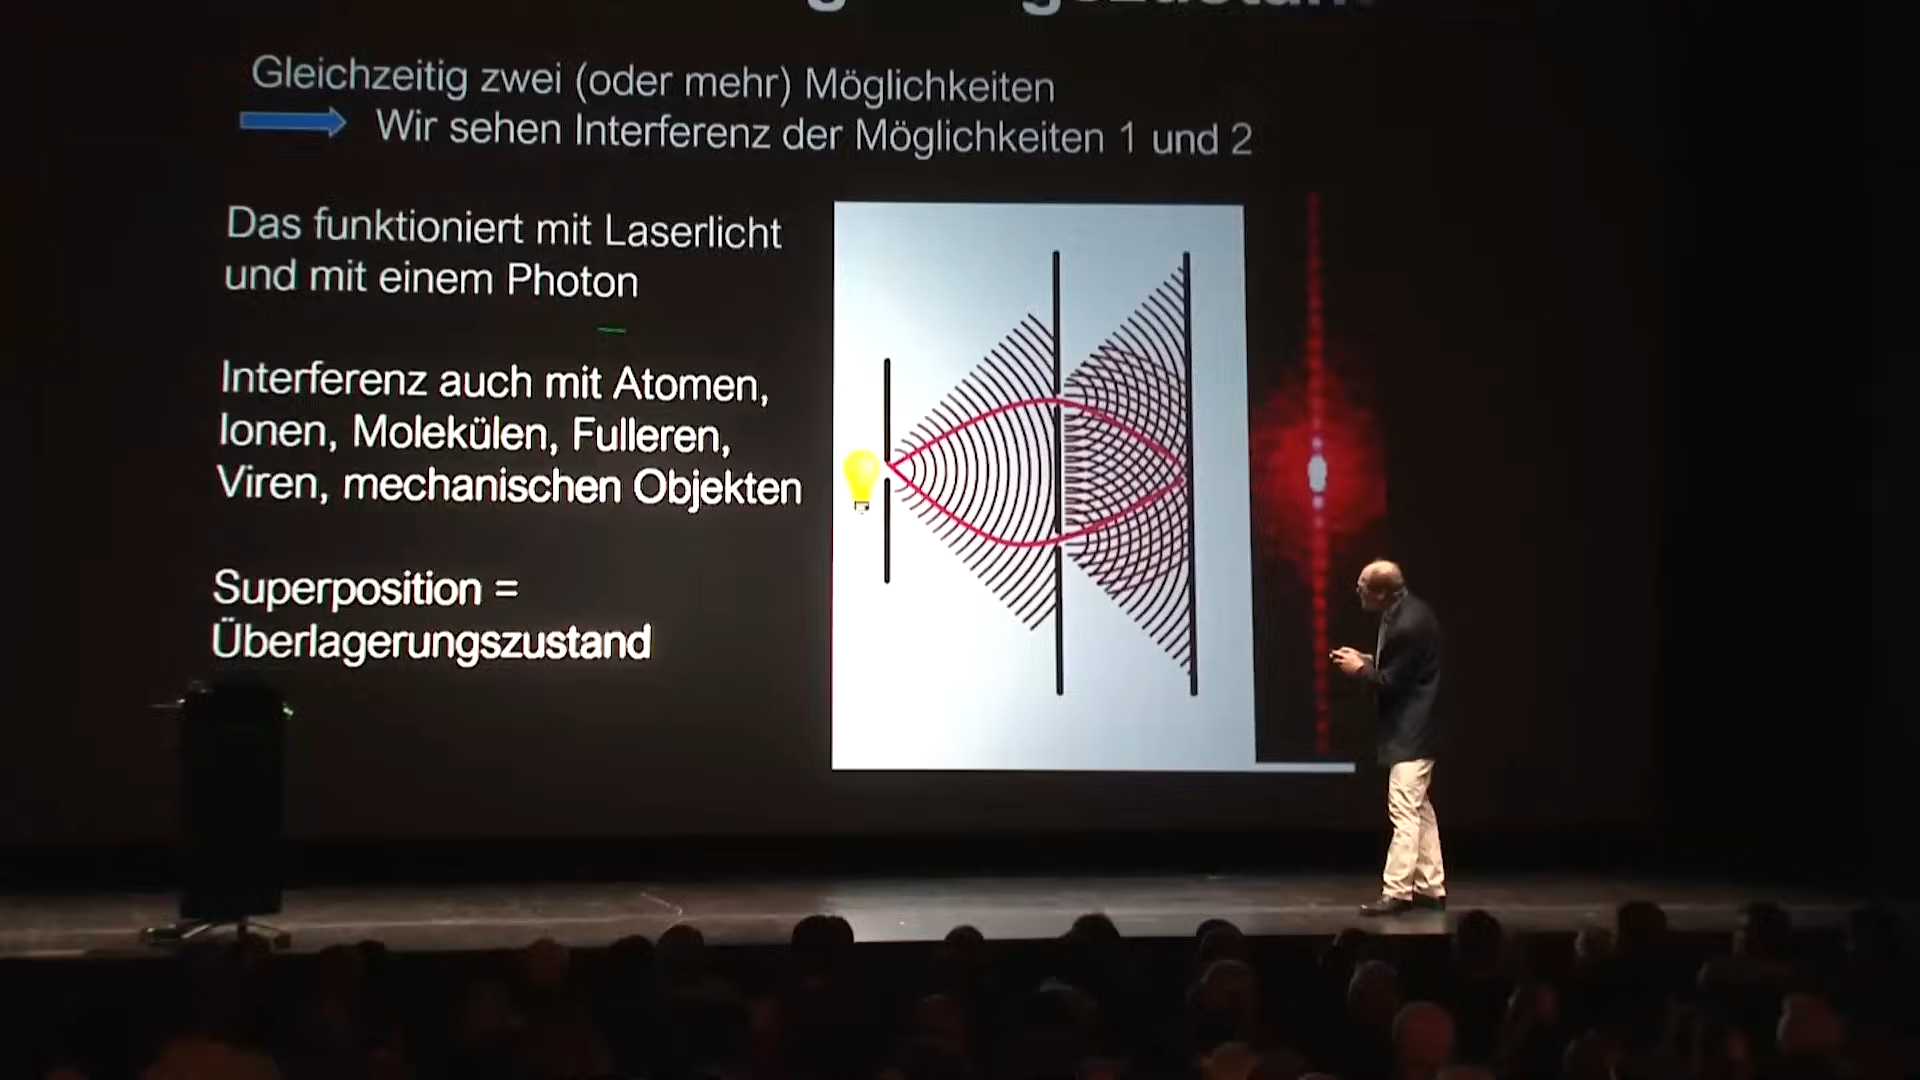 Gleichzeitig zwei (oder mehr) Möglichkeiten
Wir sehen Interferenz der Möglichkeiten 1 und 2
Das funktioniert mit Laserlicht
und mit einem Photon
Interferenz auch mit Atomen,
Ionen, Molekülen, Fulleren,
Viren, mechanischen Objekten
Superposition =
Überlagerungszustand